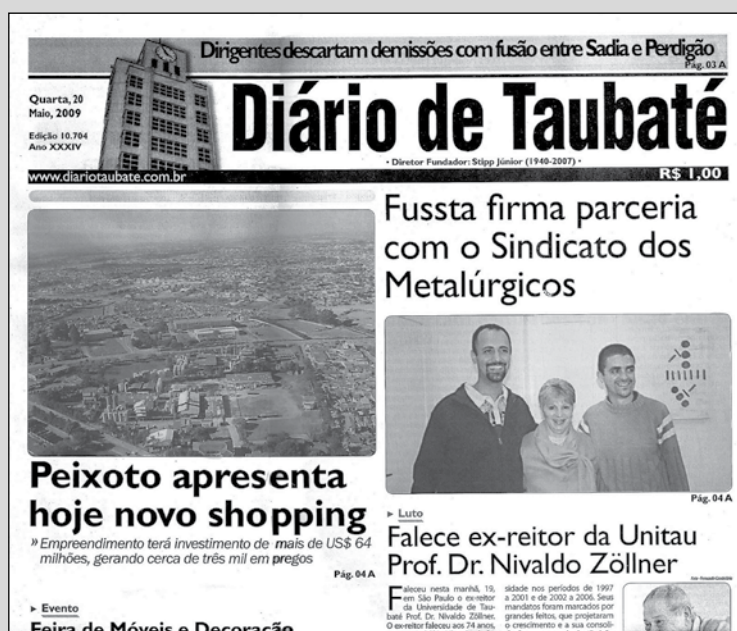 Dirigentes descartam demissões com fusão entre Sadia e Perdigão
Pág. 03 A
Quarta, 20
Maio, 2009
Edição 10.704
Ano XXXIV
Diário de Taubaté
• Diretor Fundador: Stipp Júnior (1940-2007) •
www.diariotaubate.com.br
R$ 1,00
Fussta firma parceria
com o Sindicato dos
Metalúrgicos
Pág. 04 A
Peixoto apresenta
hoje novo shopping
» Empreendimento terá investimento de mais de US$ 64
milhões, gerando cerca de três mil em pregos
Pág. 04 A
▸ Luto
Falece ex-reitor da Unitau
Prof. Dr. Nivaldo Zöllner
Faleceu nesta manhã, 19,
em São Paulo o ex-reitor
da Universidade de Tau-
baté Prof. Dr. Nivaldo Zöllner.
O ex-reitor faleceu aos 74 anos,
sidade nos períodos de 1997
a 2001 e de 2002 a 2006. Seus
mandatos foram marcados por
grandes feitos, que projetaram
o crescimento e a sua consoli-
▸ Evento
Feira de Móveis e Decoração